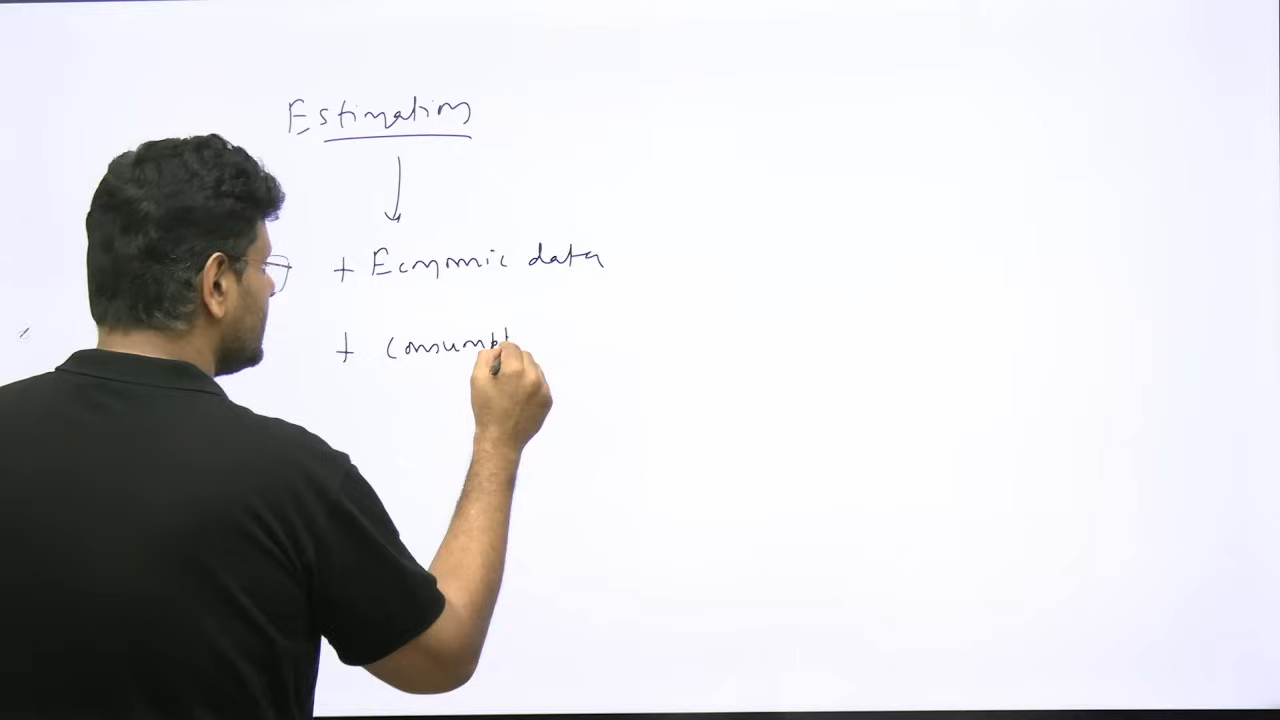 Estimation
+ Economic data
+ consumpt